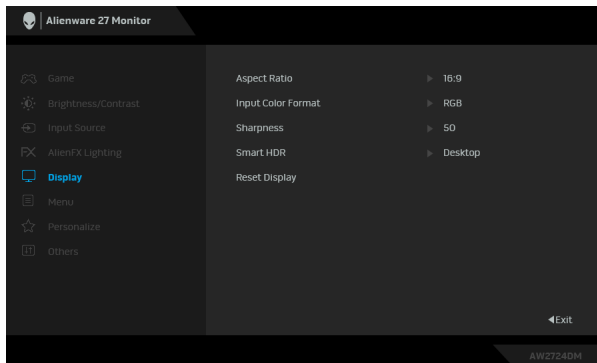 Alienware 27 Monitor
Game
Brightness/Contrast
Input Source
FX AlienFX Lighting
Display
Menu
Personalize
Others
Aspect Ratio 16:9
Input Color Format RGB
Sharpness 50
Smart HDR Desktop
Reset Display
Exit
AW2724DM